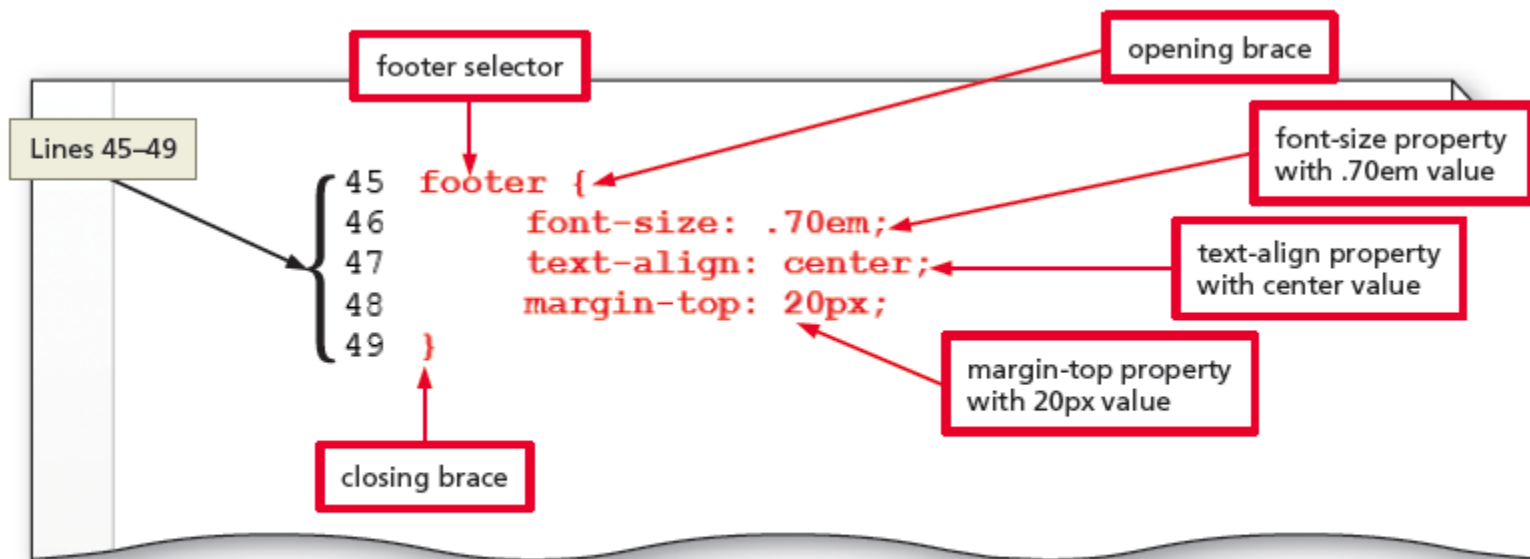 footer selector
opening brace
Lines 45–49
font-size property
with .70em value
45 footer {
46 font-size: .70em;
47 text-align: center;
48 margin-top: 20px;
49 }
text-align property
with center value
margin-top property
with 20px value
closing brace